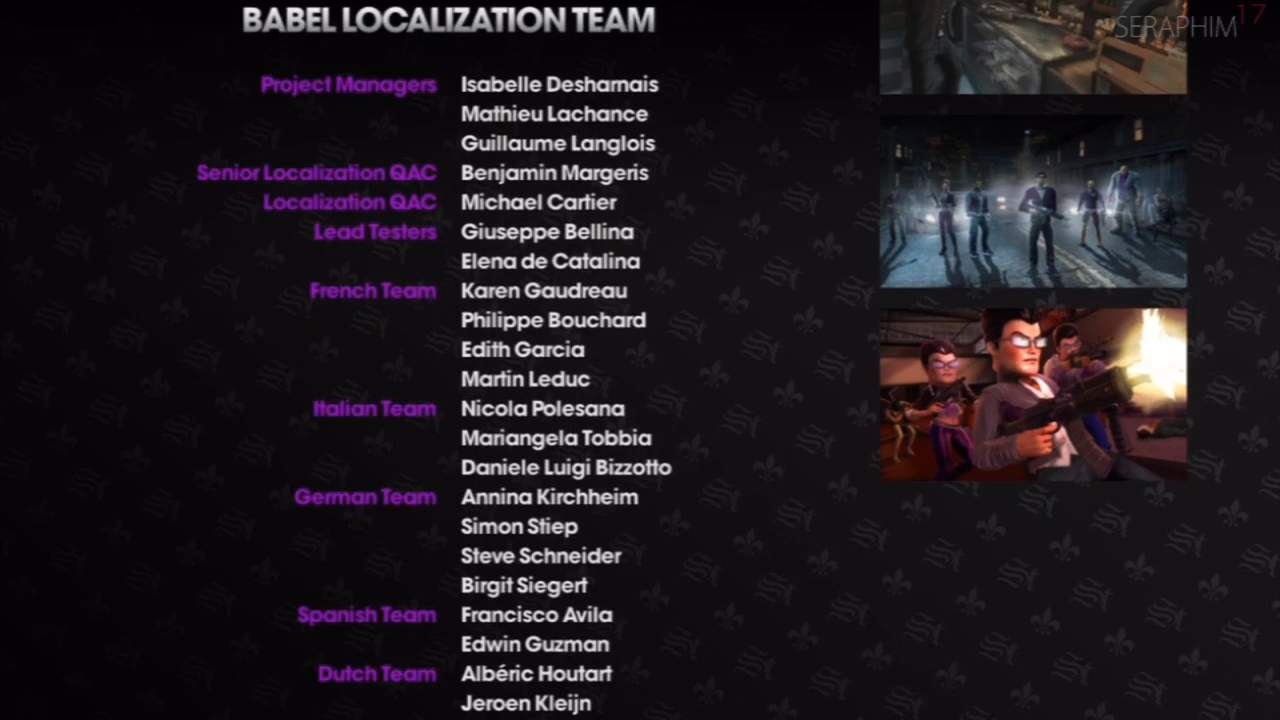 BABEL LOCALIZATION TEAM
SERAPHIM17
Project Managers Isabelle Desharnais
Mathieu Lachance
Guillaume Langlois
Senior Localization QAC Benjamin Margeris
Localization QAC Michael Cartier
Lead Testers Giuseppe Bellina
Elena de Catalina
French Team Karen Gaudreau
Philippe Bouchard
Edith Garcia
Martin Leduc
Italian Team Nicola Polesana
Mariangela Tobbia
Daniele Luigi Bizzotto
German Team Annina Kirchheim
Simon Stiep
Steve Schneider
Birgit Siegert
Spanish Team Francisco Avila
Edwin Guzman
Dutch Team Albéric Houtart
Jeroen Kleijn